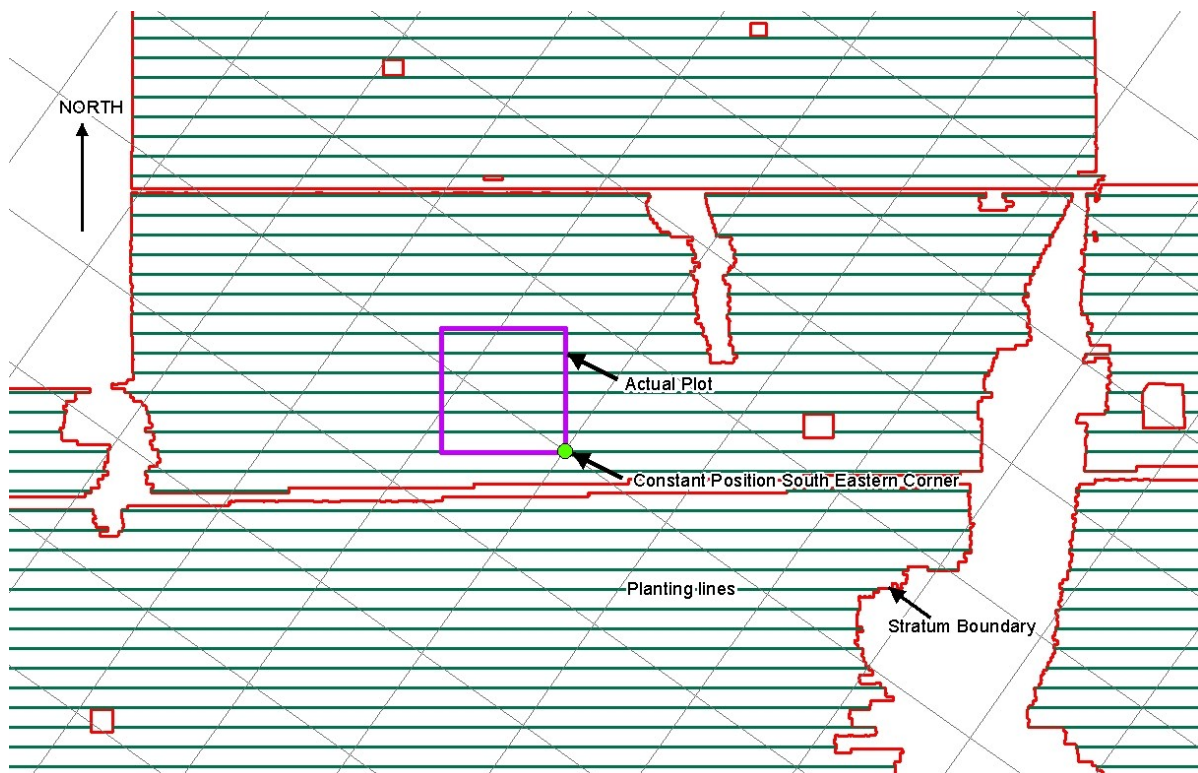 NORTH
Actual Plot
Constant Position South Eastern Corner
Planting lines
Stratum Boundary